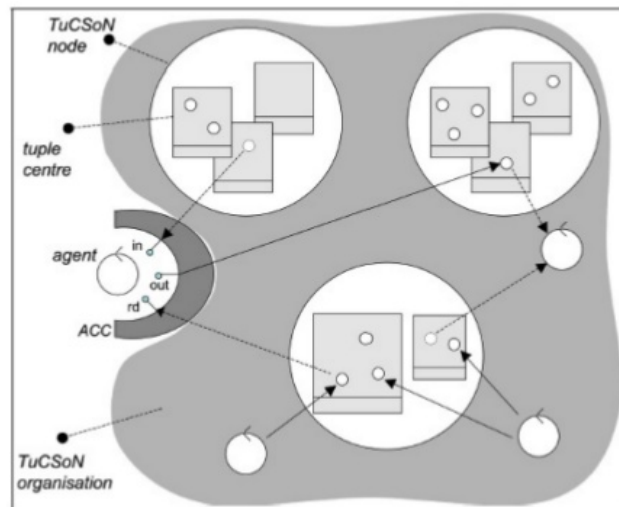 TuCSoN
node
tuple
centre
agent
in
out
rd
ACC
TuCSoN
organisation